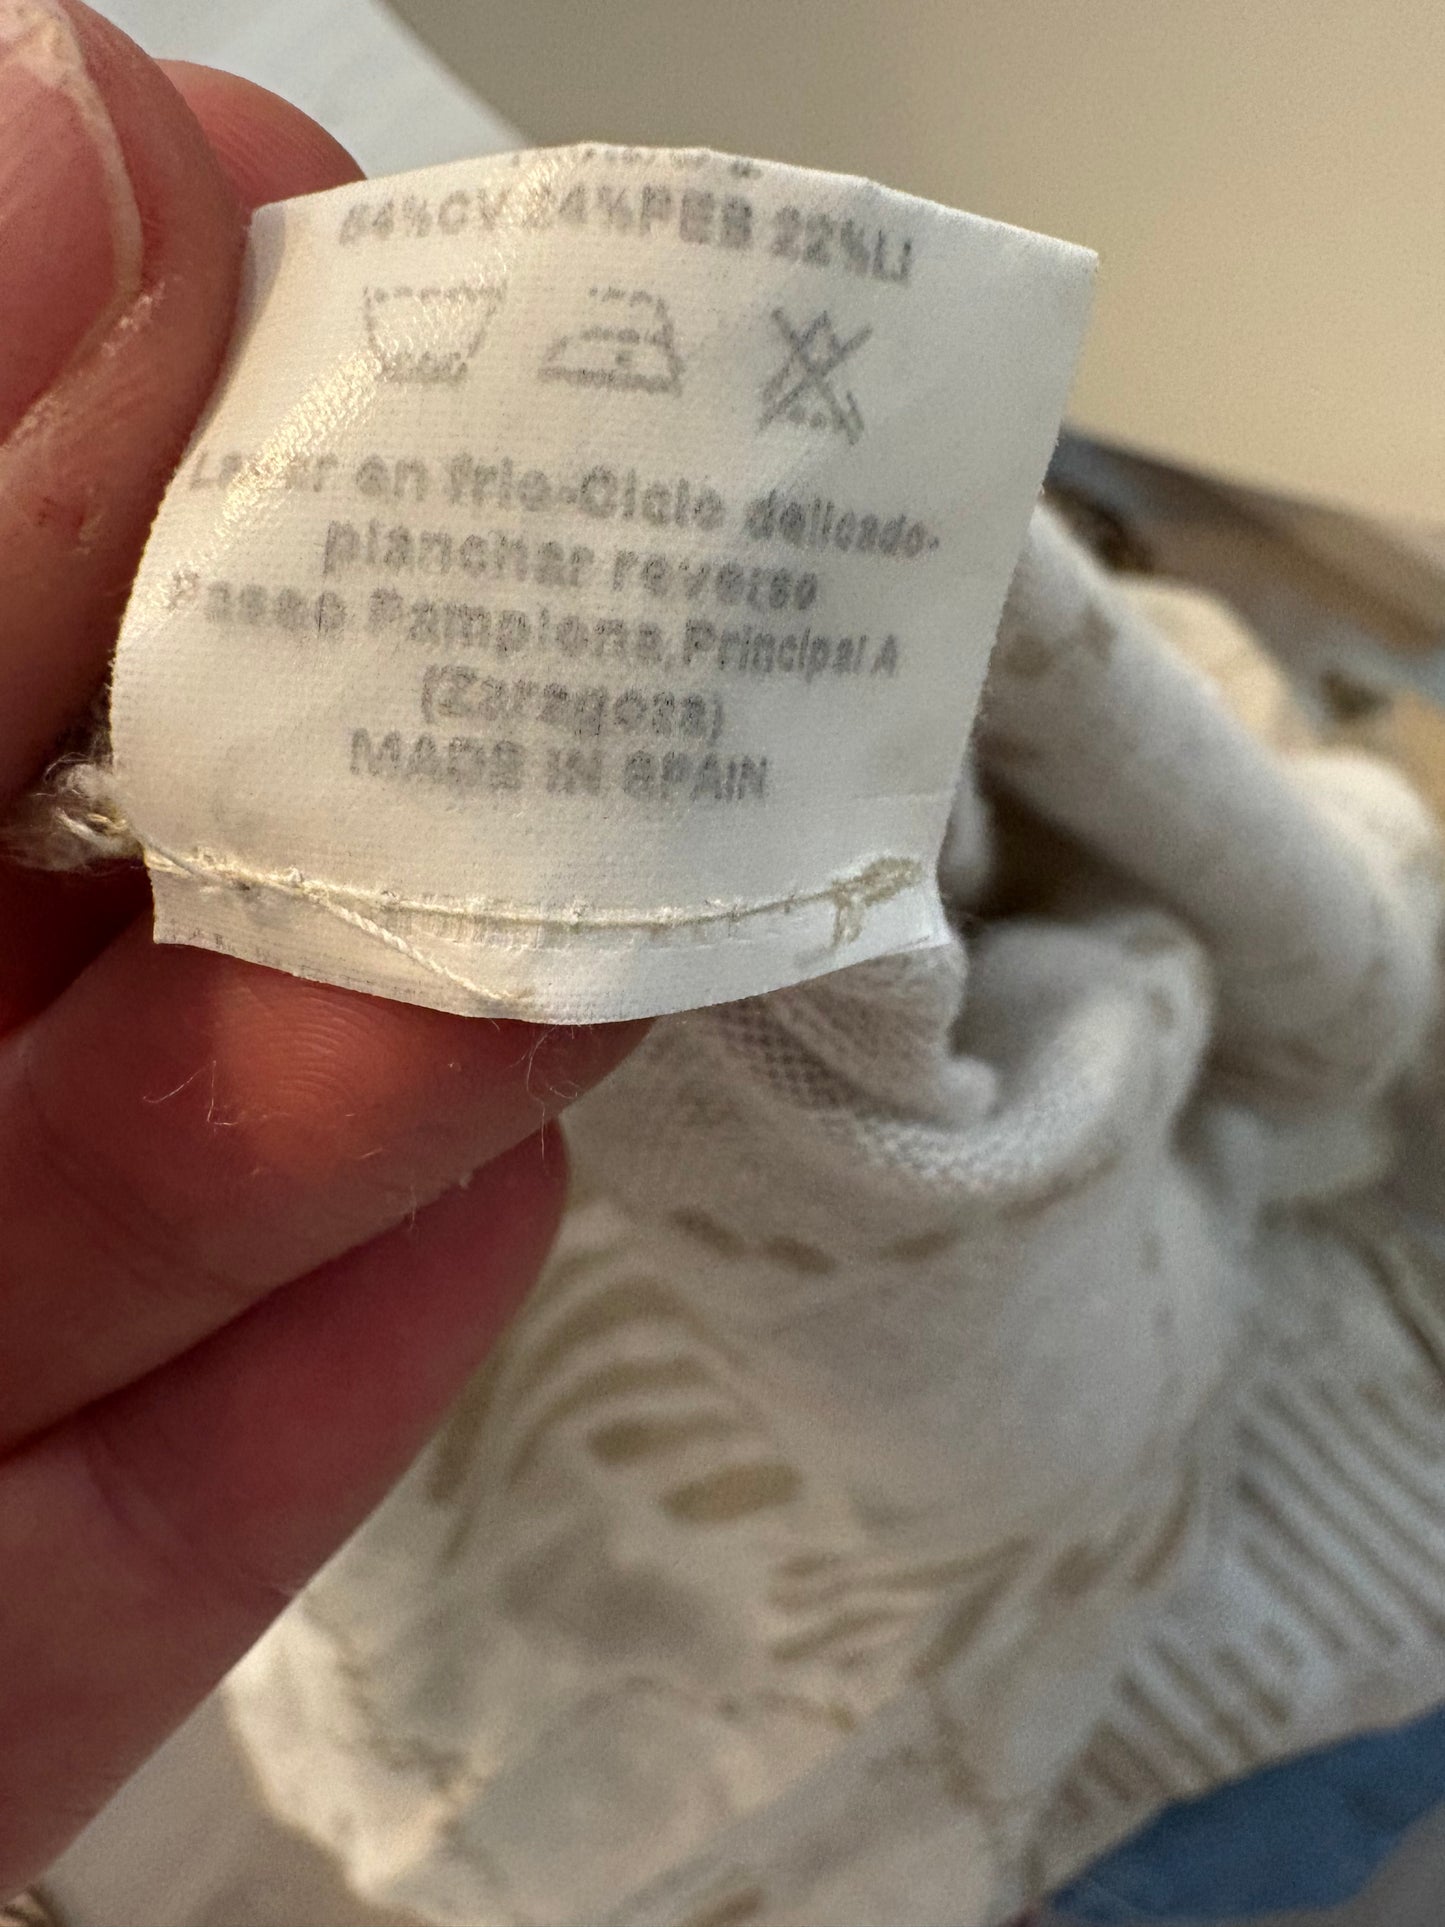 54%CV 24%PES 22%LI
Lavar en frio-Ciclo delicado-
planchar reverso
Paseo Pamplona, Principal A
(Zaragoza)
MADE IN SPAIN